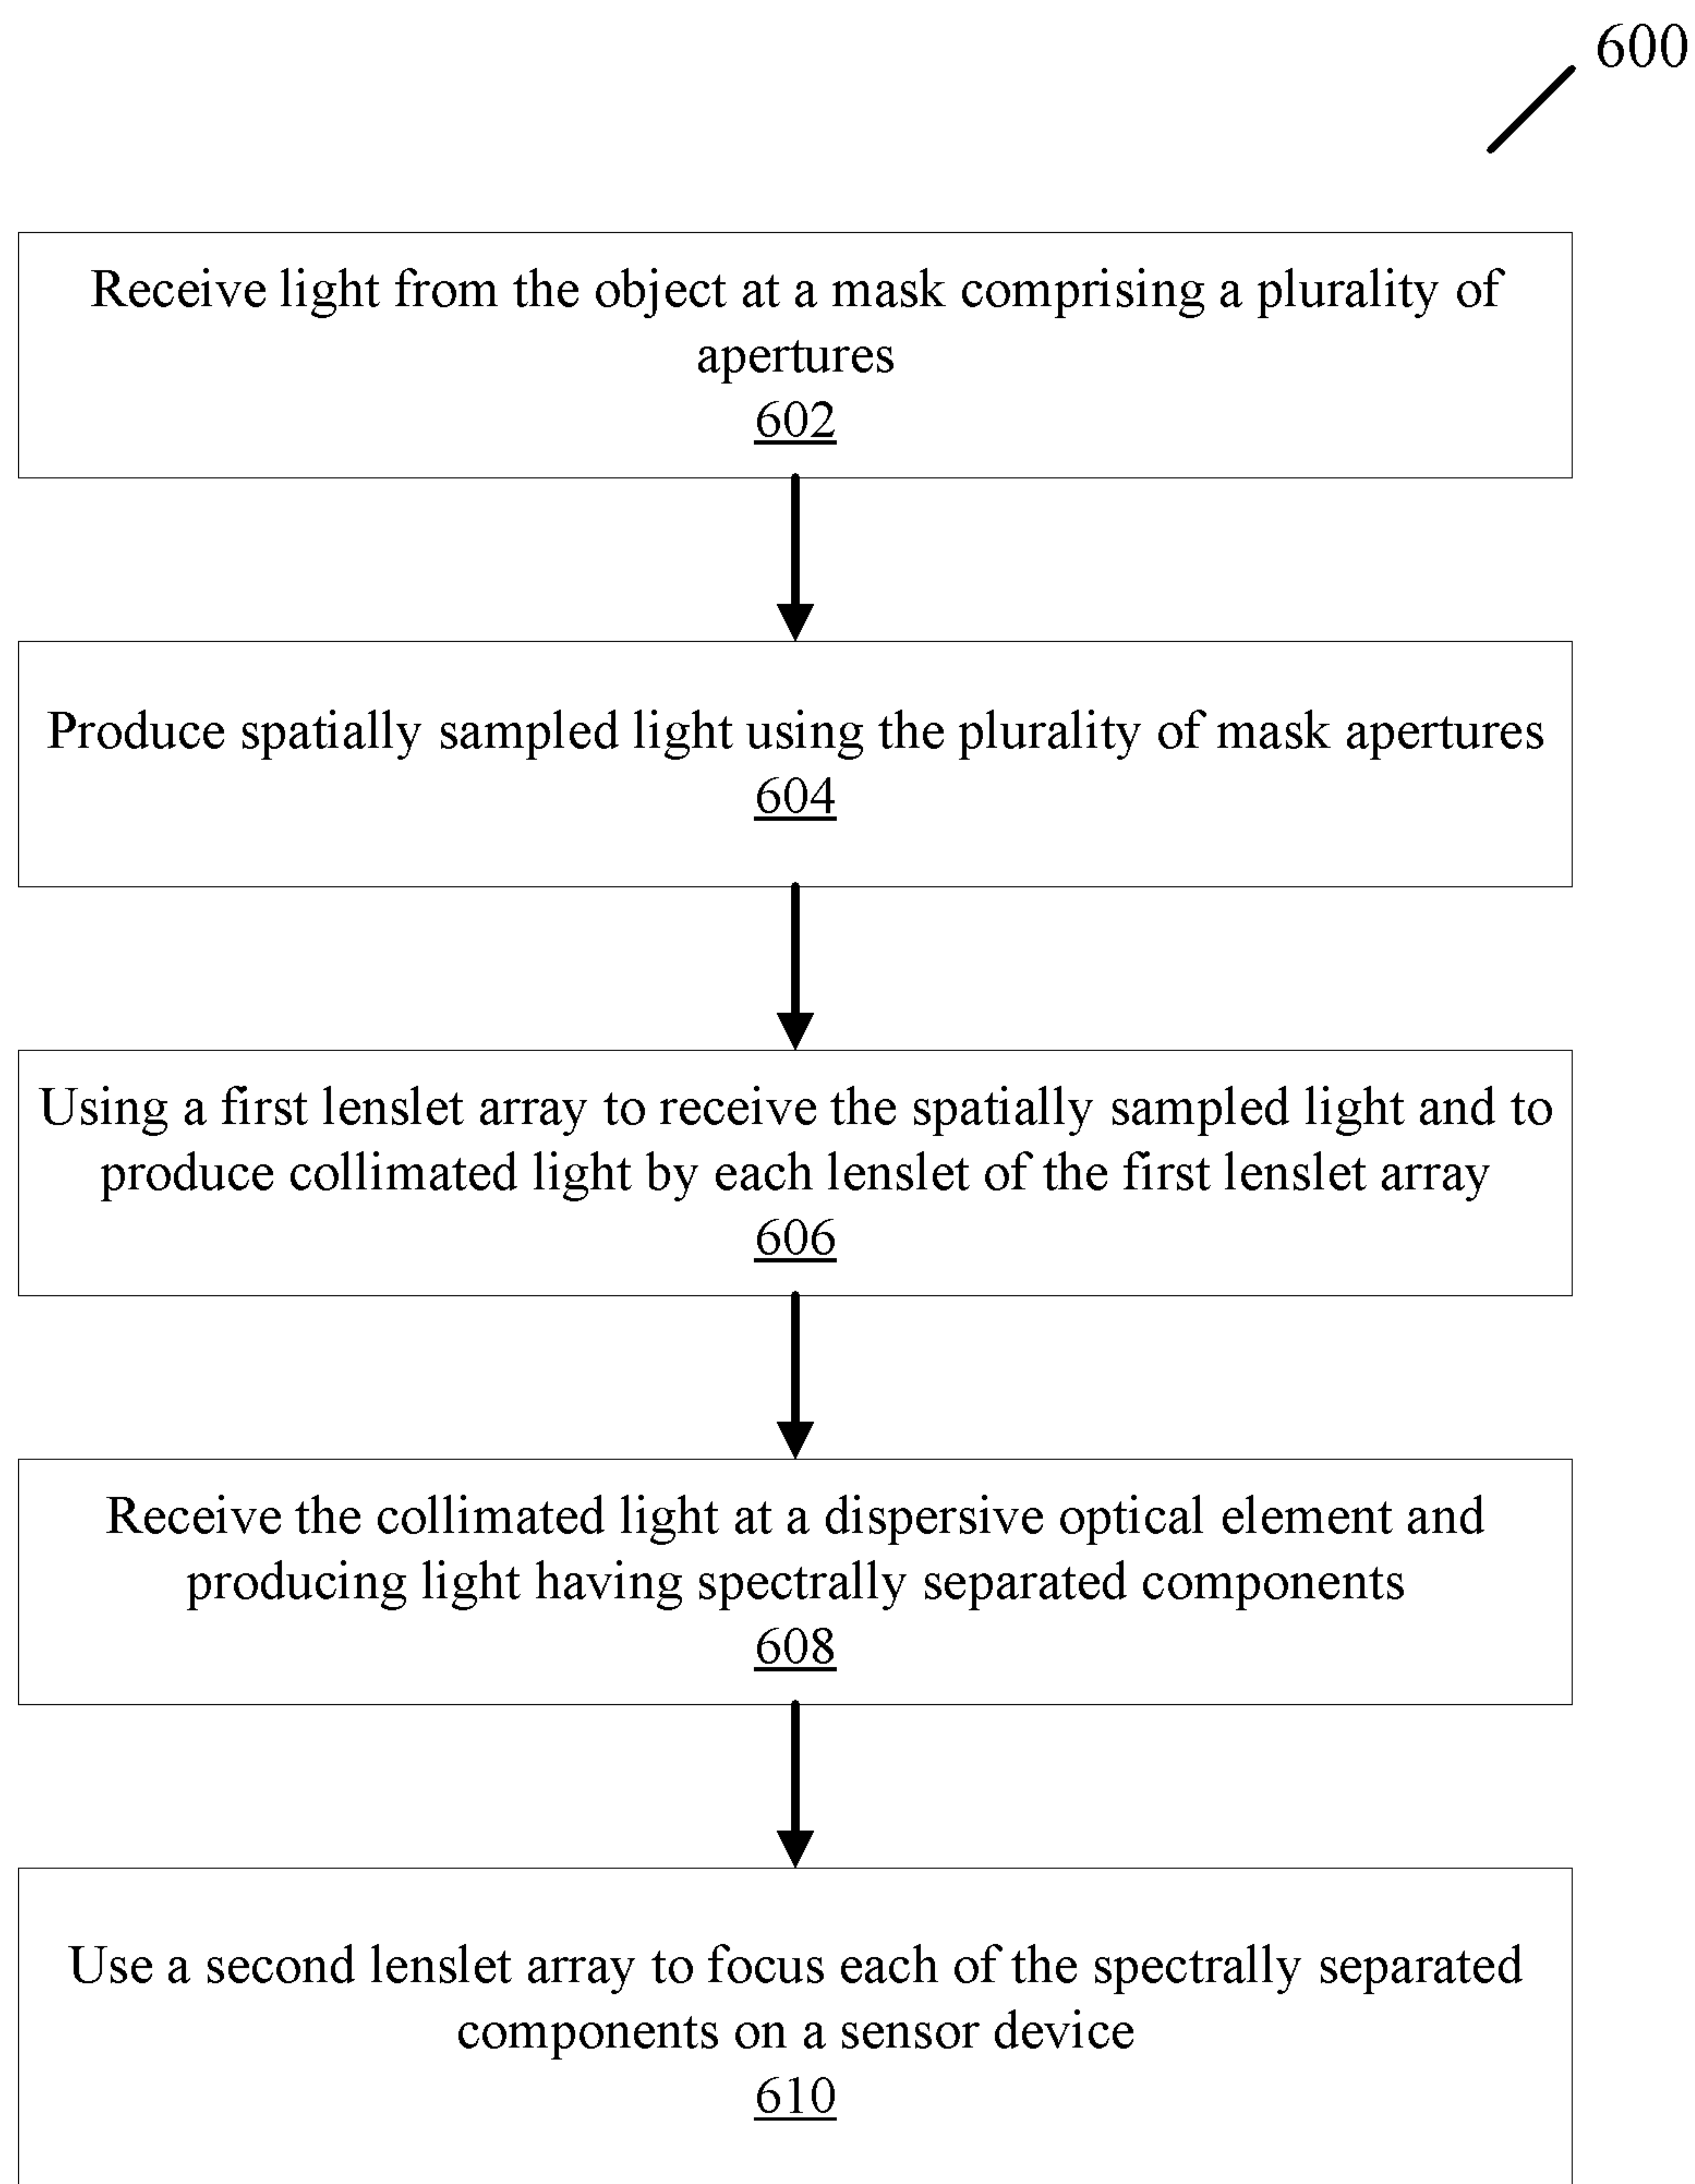 600
Receive light from the object at a mask comprising a plurality of
apertures
602
Produce spatially sampled light using the plurality of mask apertures
604
Using a first lenslet array to receive the spatially sampled light and to
produce collimated light by each lenslet of the first lenslet array
606
Receive the collimated light at a dispersive optical element and
producing light having spectrally separated components
608
Use a second lenslet array to focus each of the spectrally separated
components on a sensor device
610